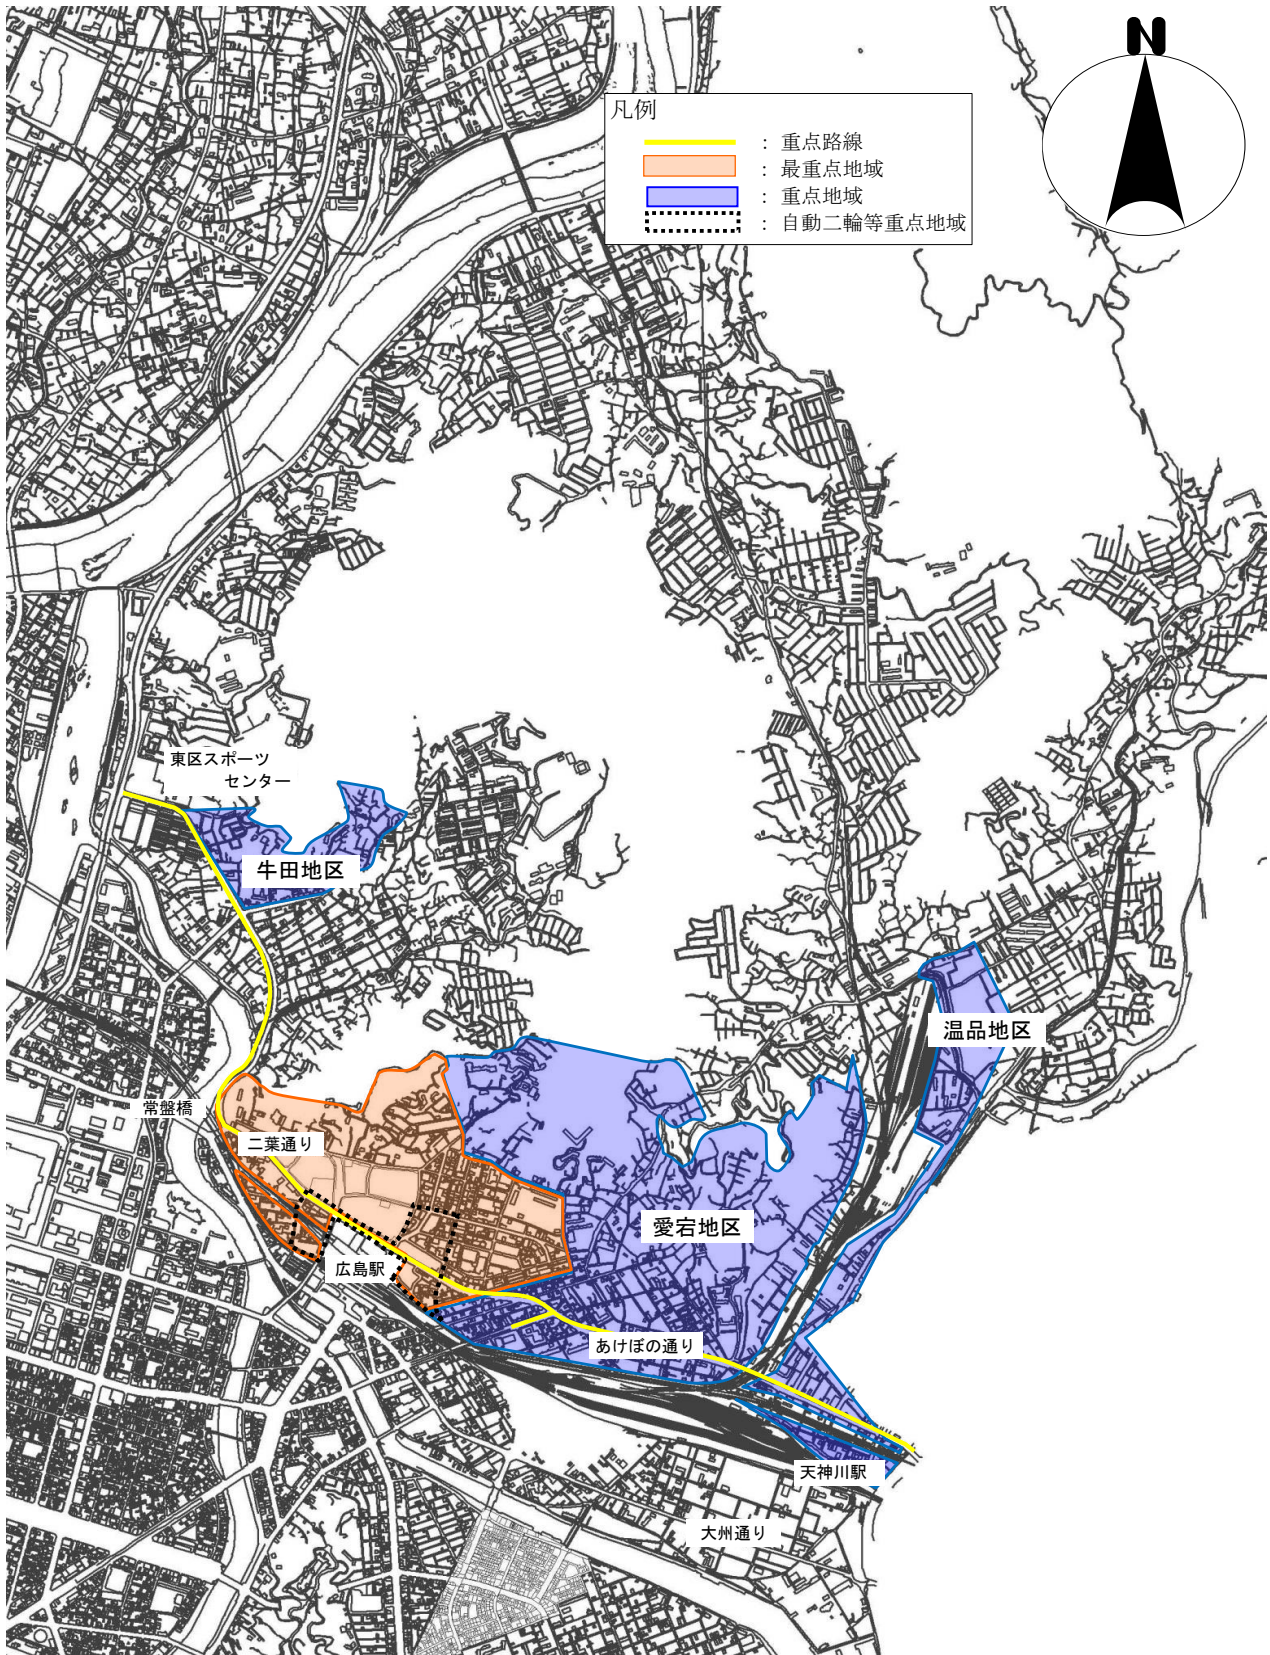 N
凡例
: 重点路線
: 最重点地域
: 重点地域
: 自動二輪等重点地域
東区スポーツ
センター
牛田地区
温品地区
常盤橋
二葉通り
愛宕地区
広島駅
あけぼの通り
天神川駅
大州通り